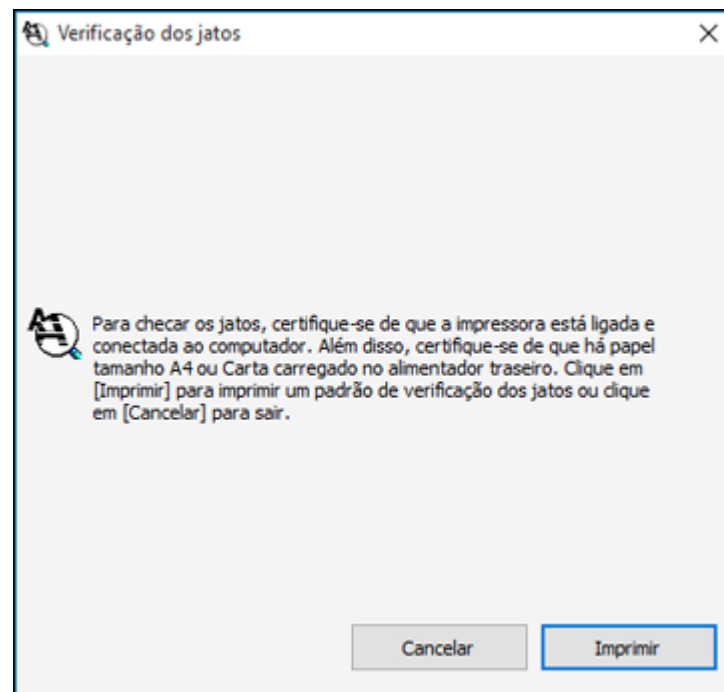 Verificação dos jatos
Para checar os jatos, certifique-se de que a impressora está ligada e
conectada ao computador. Além disso, certifique-se de que há papel
tamanho A4 ou Carta carregado no alimentador traseiro. Clique em
[Imprimir] para imprimir um padrão de verificação dos jatos ou clique
em [Cancelar] para sair.
Cancelar
Imprimir